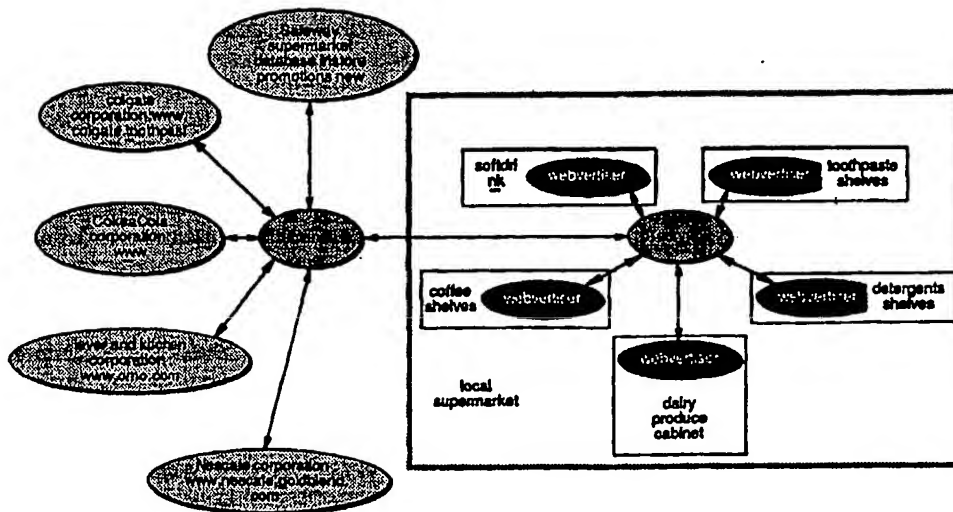 Safeway
supermarket
database instore
promotions new
colgate
corporation www
colgate toothpast
corporation
www
lever and kitchen
corporation
www.omo.com
Nescafe corporation
www nescafe goldblend
com
softdri
nk
webvertiser
webvertiser
toothpaste
shelves
coffee
shelves
webvertiser
webvertiser
detergents
shelves
webvertiser
dairy
produce
cabinet
local
supermarket